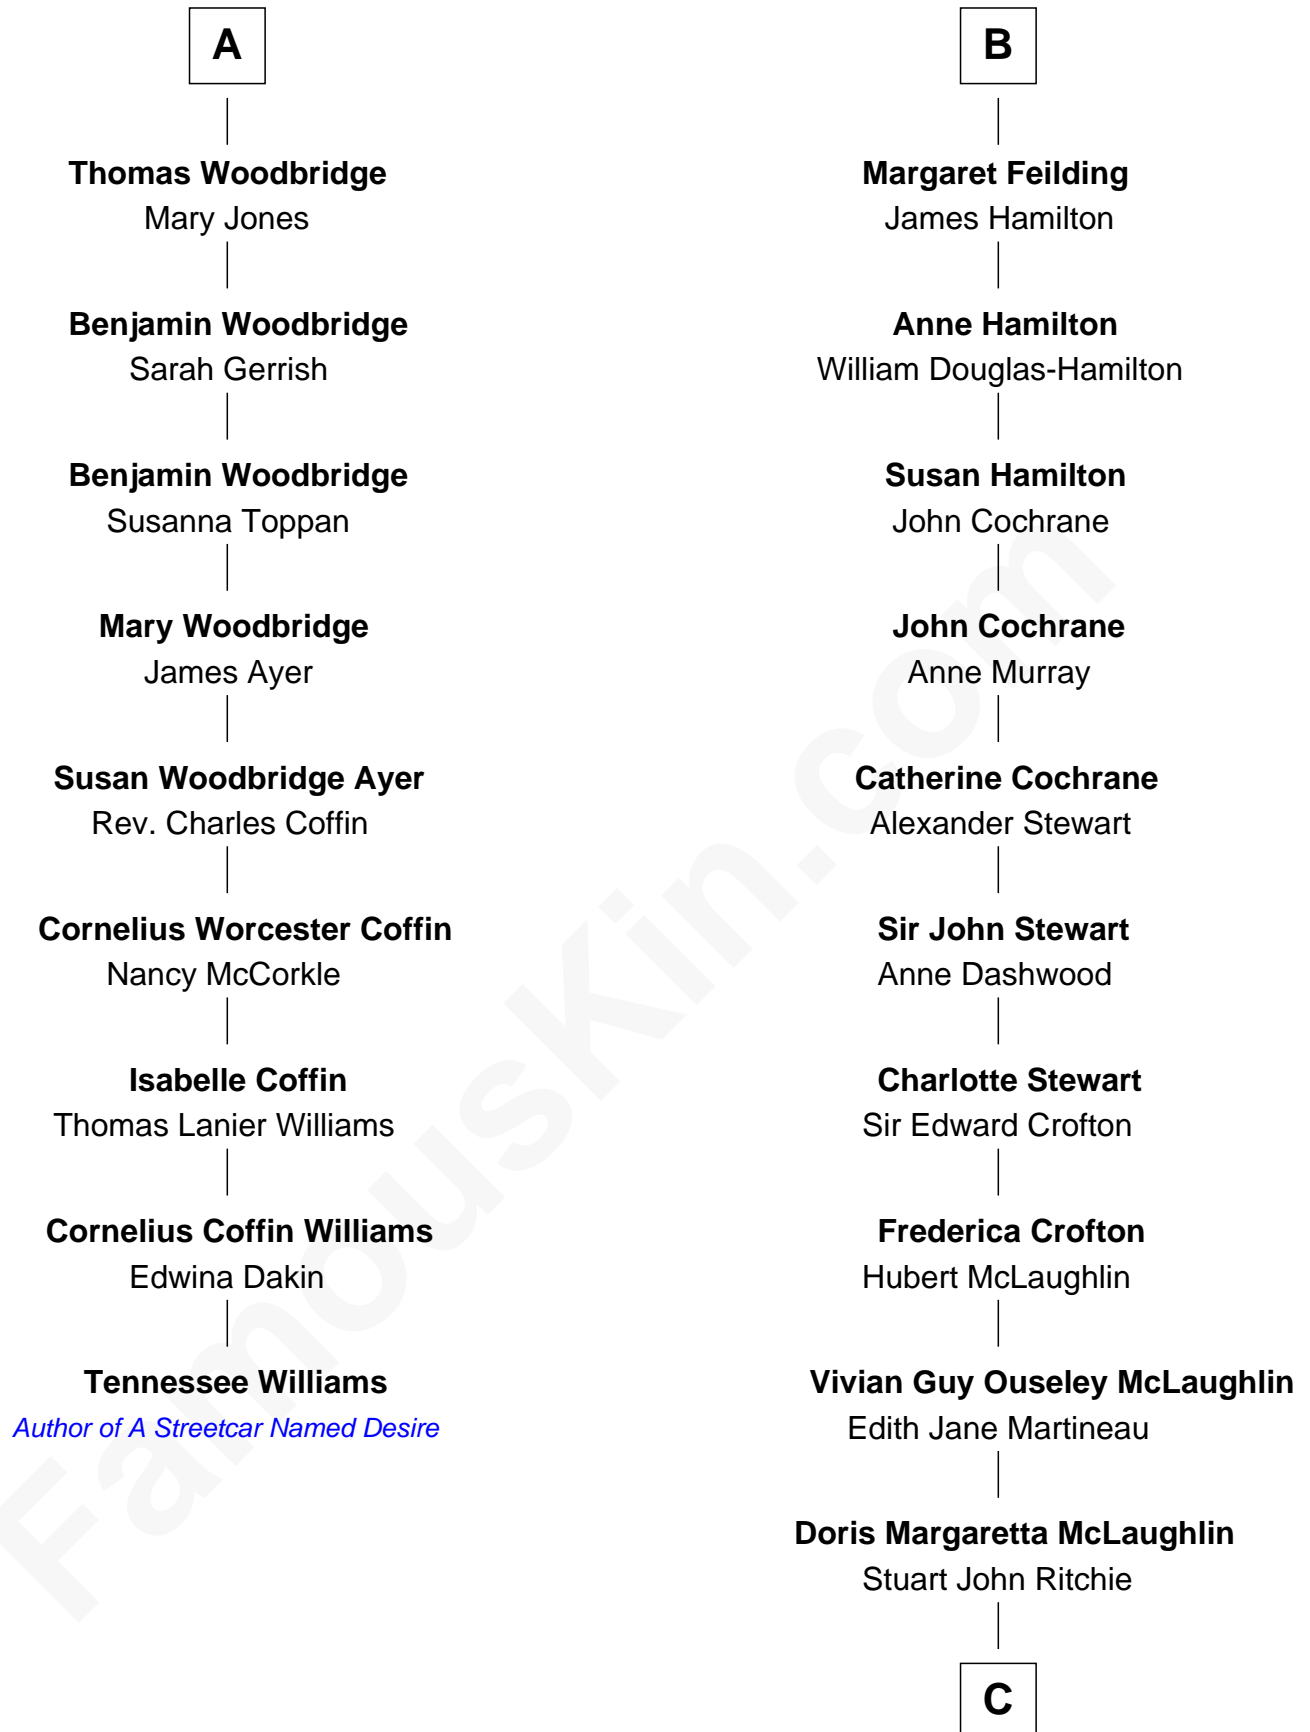 A
Thomas Woodbridge
Mary Jones
Benjamin Woodbridge
Sarah Gerrish
Benjamin Woodbridge
Susanna Toppan
Mary Woodbridge
James Ayer
Susan Woodbridge Ayer
Rev. Charles Coffin
Cornelius Worcester Coffin
Nancy McCorkle
Isabelle Coffin
Thomas Lanier Williams
Cornelius Coffin Williams
Edwina Dakin
Tennessee Williams
Author of A Streetcar Named Desire
B
Margaret Feilding
James Hamilton
Anne Hamilton
William Douglas-Hamilton
Susan Hamilton
John Cochrane
John Cochrane
Anne Murray
Catherine Cochrane
Alexander Stewart
Sir John Stewart
Anne Dashwood
Charlotte Stewart
Sir Edward Crofton
Frederica Crofton
Hubert McLaughlin
Vivian Guy Ouseley McLaughlin
Edith Jane Martineau
Doris Margaretta McLaughlin
Stuart John Ritchie
C
FamousKin.com